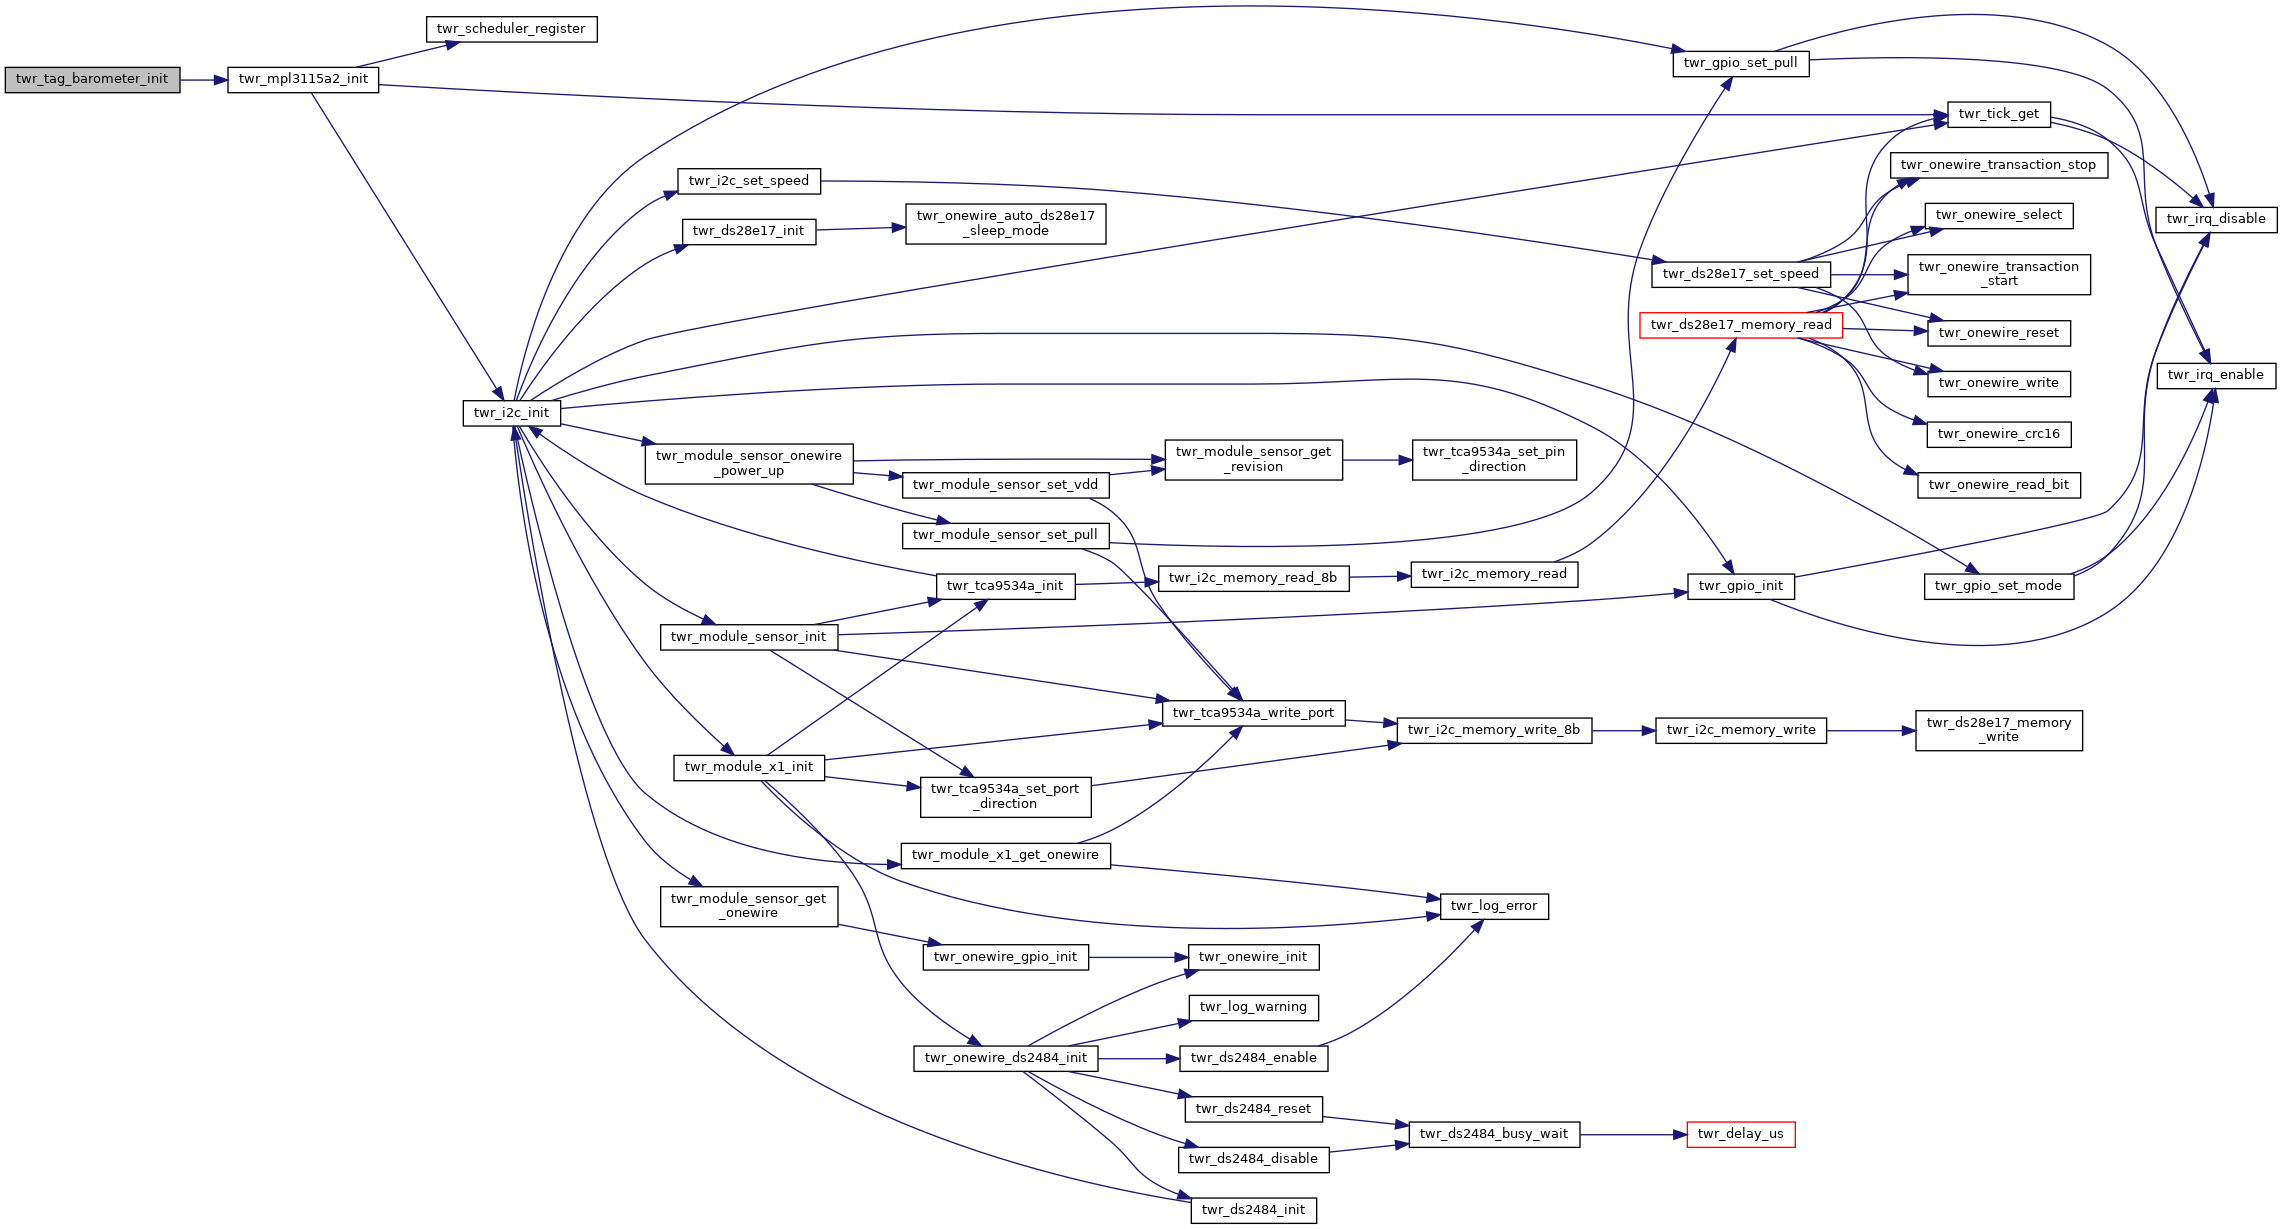 twr_tag_barometer_init
twr_mpl3115a2_init
twr_scheduler_register
twr_i2c_init
twr_i2c_set_speed
twr_ds28e17_init
twr_onewire_auto_ds28e17
_sleep_mode
twr_module_sensor_onewire
_power_up
twr_module_sensor_set_vdd
twr_module_sensor_set_pull
twr_module_sensor_get
_revision
twr_tca9534a_set_pin
_direction
twr_tca9534a_init
twr_i2c_memory_read_8b
twr_i2c_memory_read
twr_module_sensor_init
twr_module_x1_init
twr_tca9534a_write_port
twr_tca9534a_set_port
_direction
twr_i2c_memory_write_8b
twr_i2c_memory_write
twr_ds28e17_memory
_write
twr_module_x1_get_onewire
twr_module_sensor_get
_onewire
twr_log_error
twr_onewire_gpio_init
twr_onewire_init
twr_log_warning
twr_onewire_ds2484_init
twr_ds2484_enable
twr_ds2484_reset
twr_ds2484_disable
twr_ds2484_busy_wait
twr_delay_us
twr_ds2484_init
twr_gpio_set_pull
twr_tick_get
twr_onewire_transaction_stop
twr_onewire_select
twr_ds28e17_set_speed
twr_onewire_transaction
_start
twr_ds28e17_memory_read
twr_onewire_reset
twr_onewire_write
twr_onewire_crc16
twr_onewire_read_bit
twr_gpio_init
twr_gpio_set_mode
twr_irq_disable
twr_irq_enable